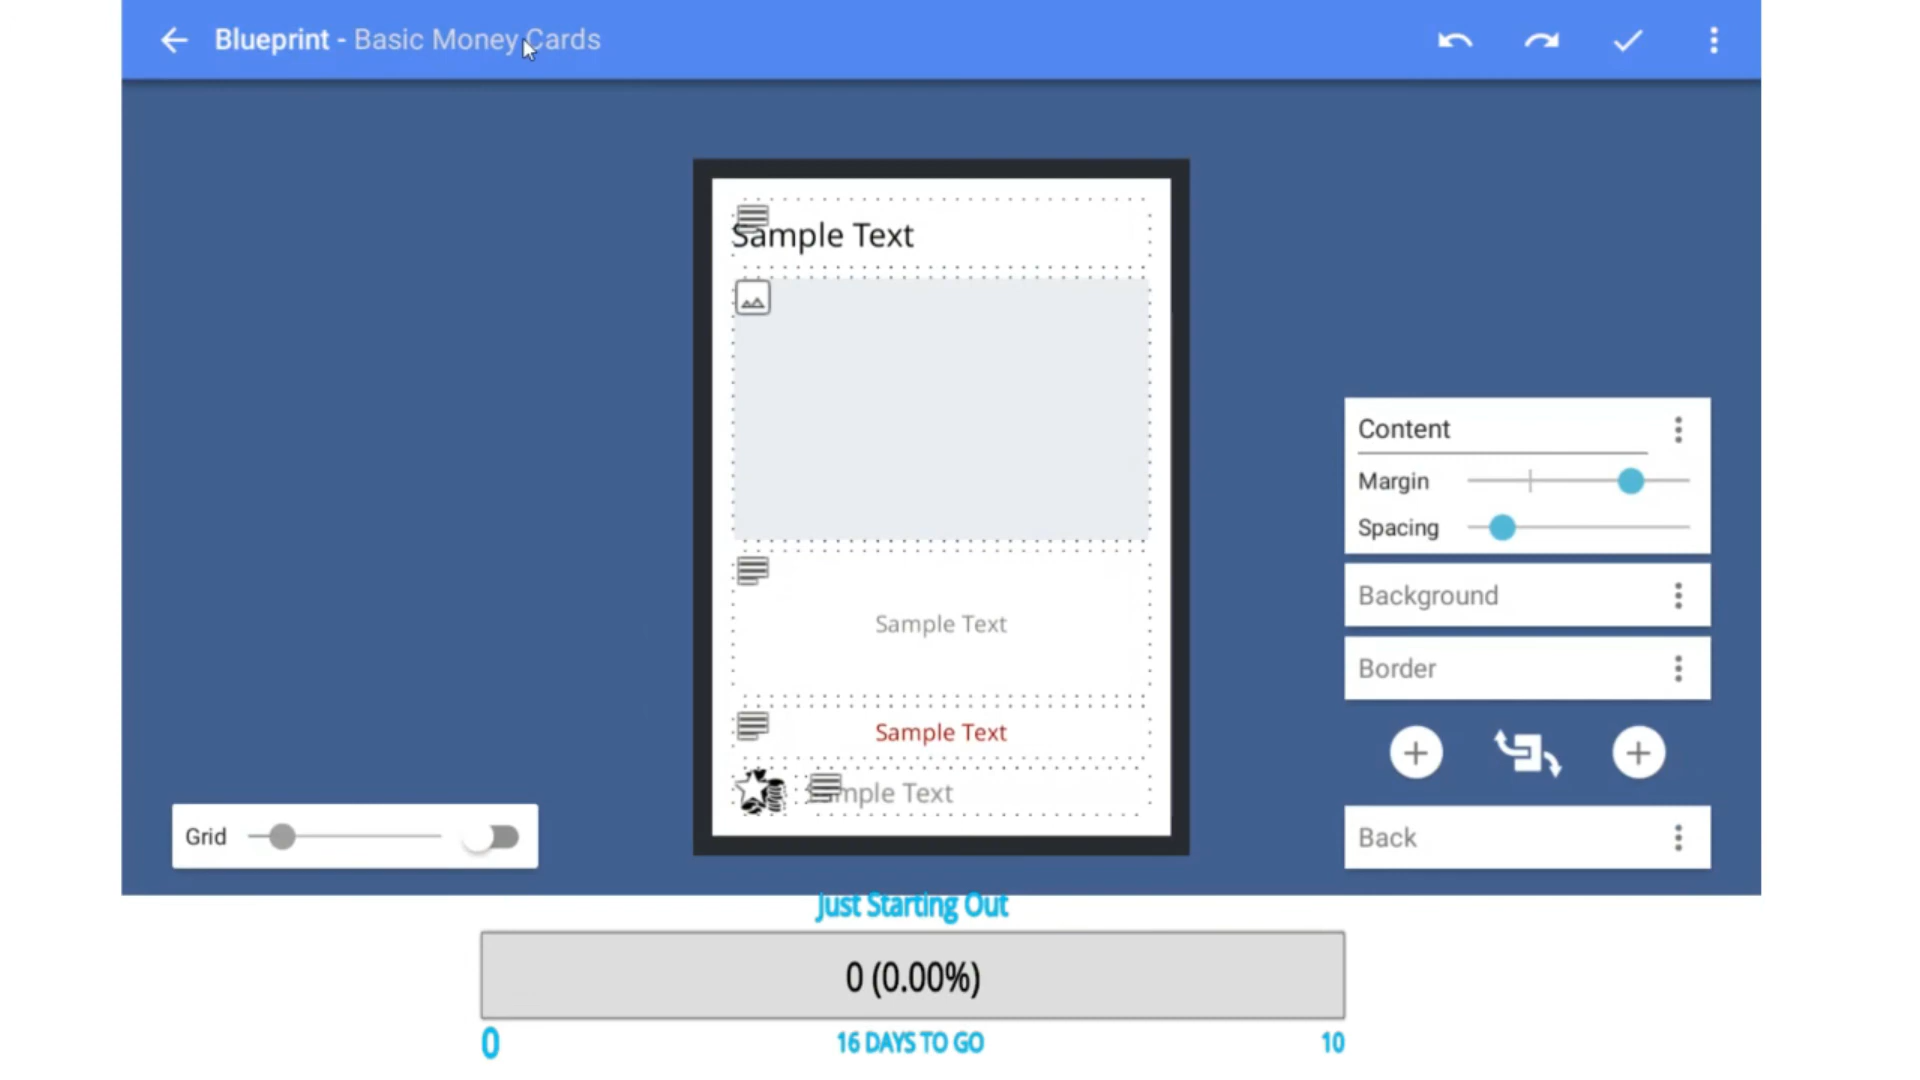 Blueprint - Basic Money Cards
Sample Text
Sample Text
Sample Text
Sample Text
Content
Margin
Spacing
Background
Border
Back
Grid
Just Starting Out
0 (0.00%)
0
16 DAYS TO GO
10